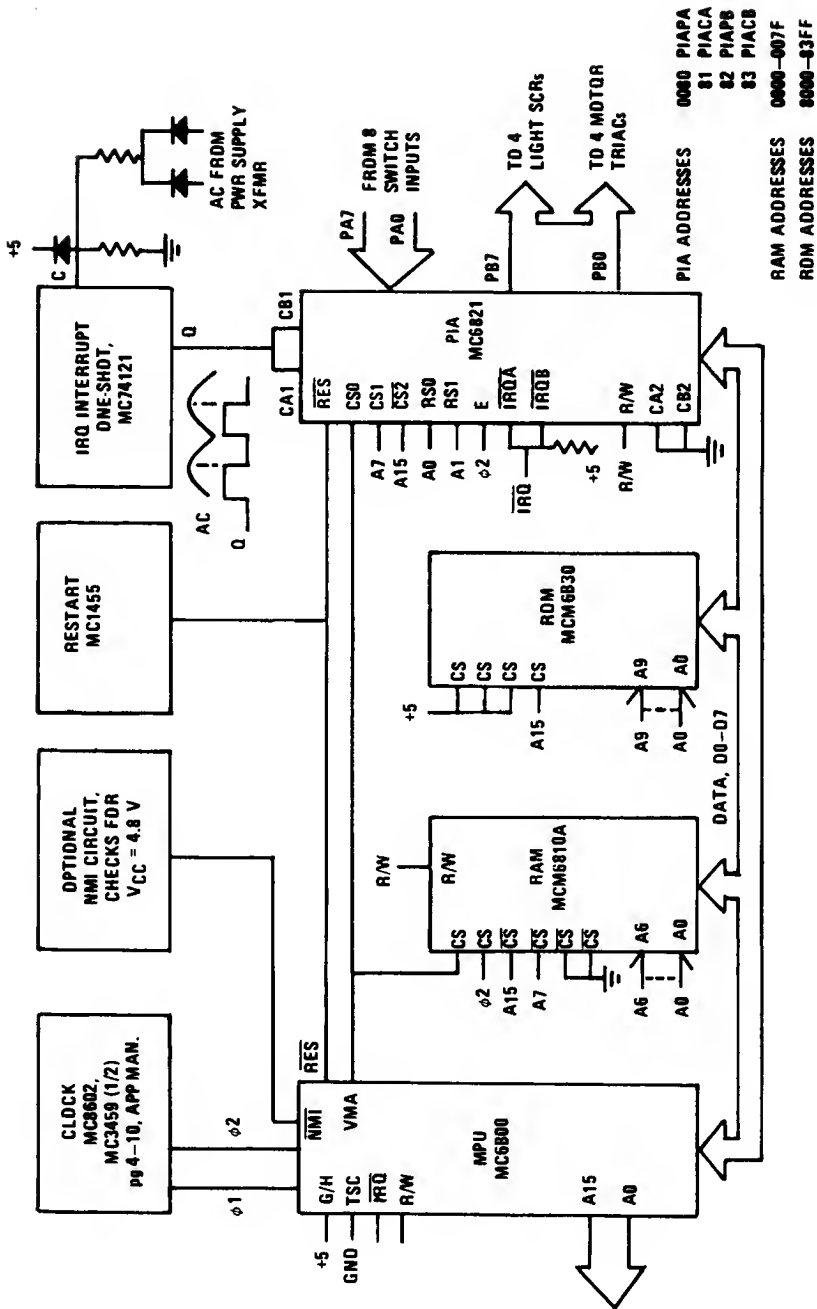 CLOCK
MC8602,
MC3459 (1/2)
pg 4-10, APP MAN.
OPTIONAL
NMI CIRCUIT,
CHECKS FOR
VCC = 4.8 V
RESTART
MC1455
IRQ INTERRUPT
ONE-SHOT,
MC74121
C
+5
AC FROM
PWR SUPPLY
XFMR
AC
Q
Q
ϕ1
ϕ2
+5
GND
G/H
TSC
IRQ
R/W
NMI
VMA
RES
MPU
MC6B00
A15
A0
R/W
R/W
RAM
MCM6810A
CS
CS
CS
CS
CS
CS
ϕ2
A15
A7
A6
A0
A6
A0
+5
CS
CS
CS
CS
A15
RDM
MCM6B30
A9
A0
A9
A0
DATA, D0-D7
CA1
CB1
RES
CS0
CS1
CS2
RS0
RS1
E
IRQA
IRQB
R/W
CA2
CB2
A7
A15
A0
A1
ϕ2
IRQ
+5
R/W
PIA
MC6821
PA7
PA0
FROM 8
SWITCH
INPUTS
PB7
PB0
TO 4
LIGHT SCRs
TO 4 MOTQR
TRIACs
PIA ADDRESSES 0080 PIAPA
81 PIACA
82 PIAPB
83 PIACB
RAM ADDRESSES 0000-007F
RDM ADDRESSES 8000-83FF